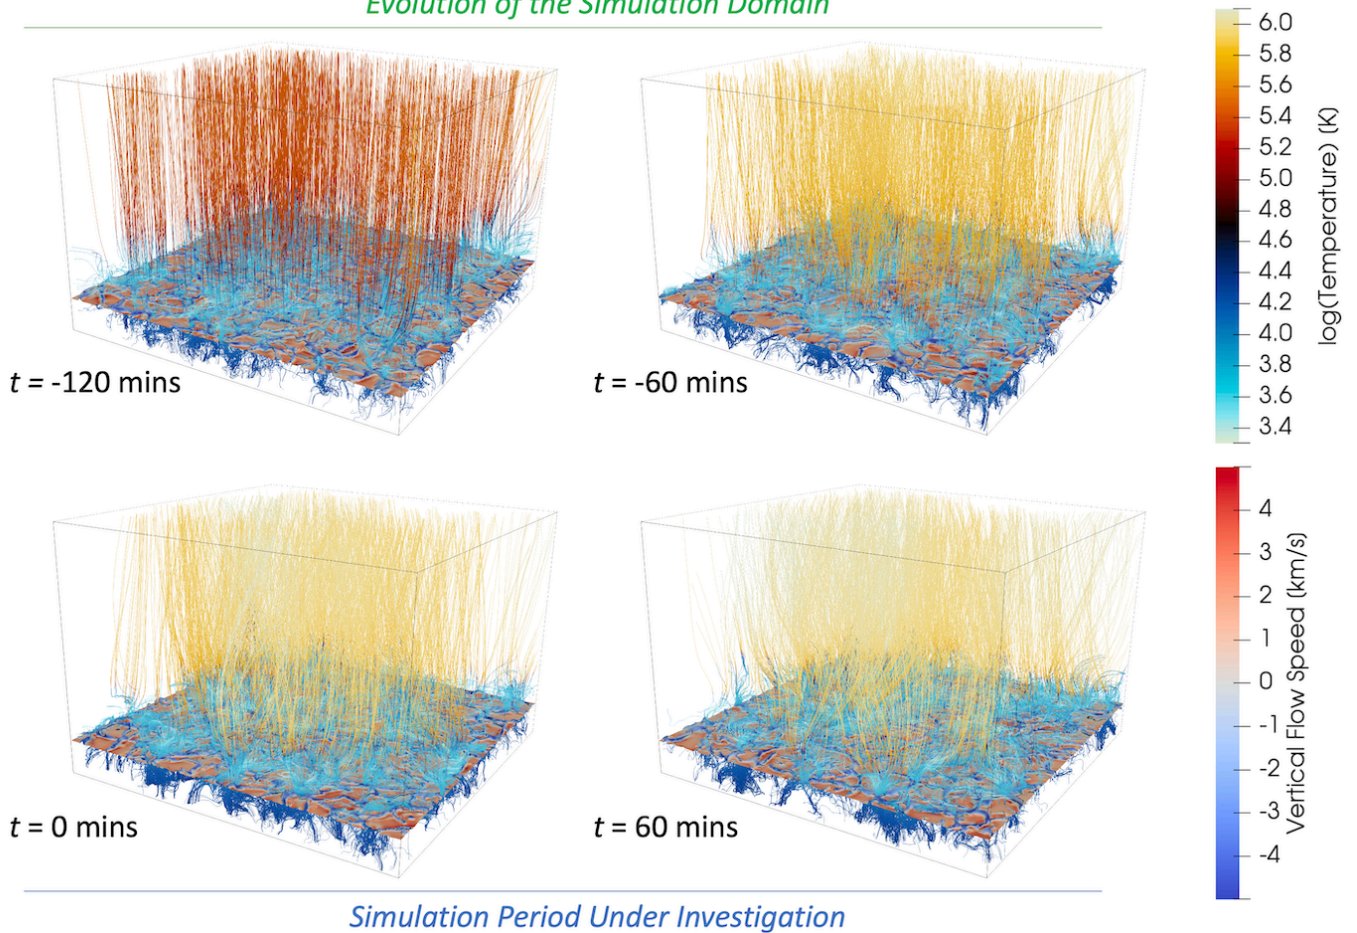 Evolution of the Simulation Domain
t = -120 mins
t = -60 mins
6.0
5.8
5.6
5.4
5.2
5.0
4.8
4.6
4.4
4.2
4.0
3.8
3.6
3.4
log(Temperature) (K)
t = 0 mins
t = 60 mins
4
3
2
1
0
-1
-2
-3
-4
Vertical Flow Speed (km/s)
Simulation Period Under Investigation